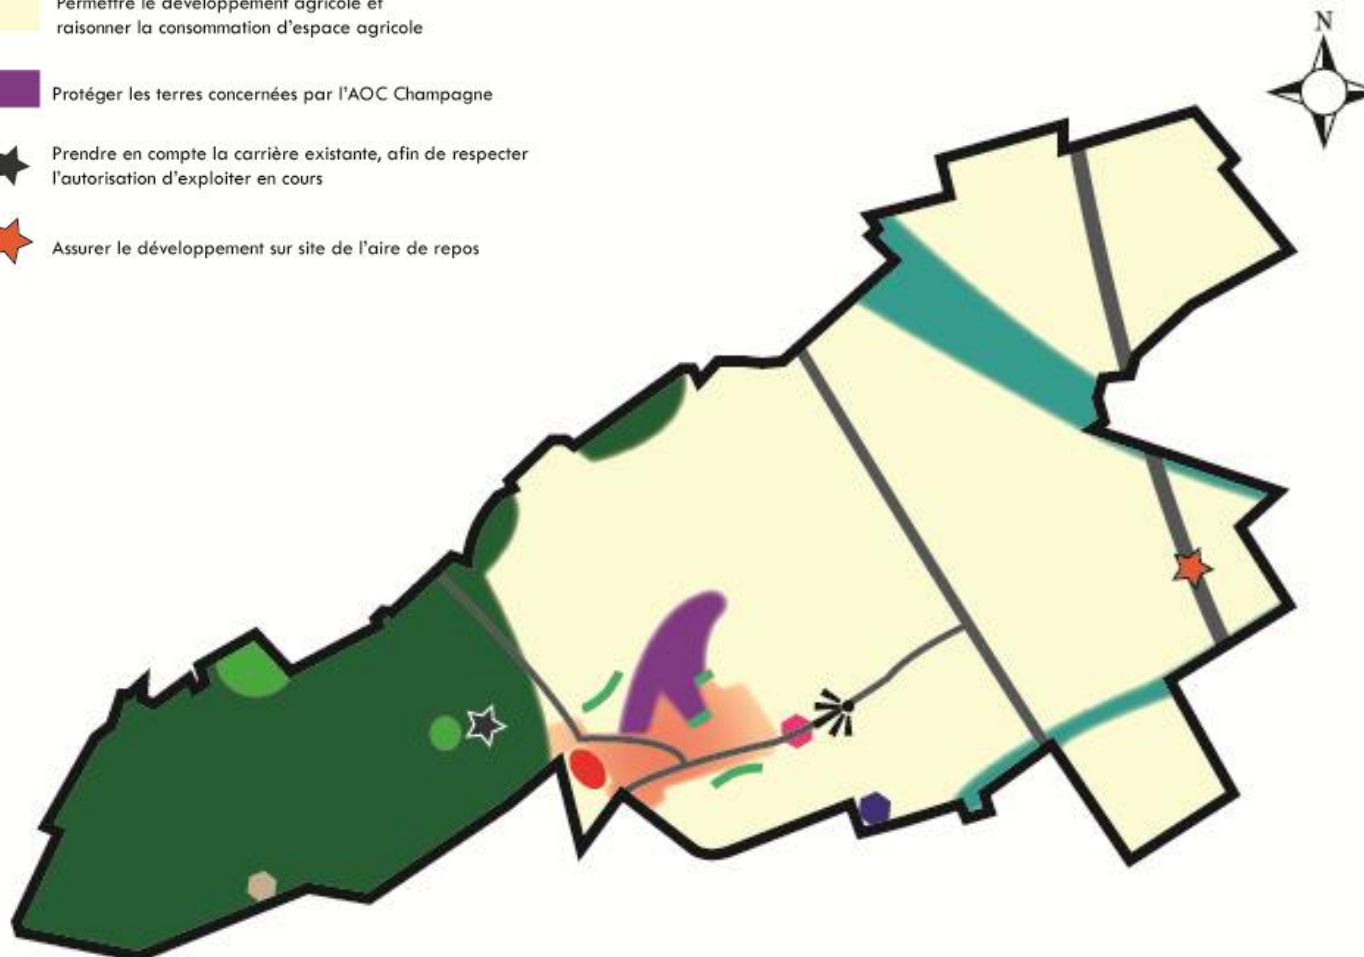 Permettre le développement agricole et
raisonner la consommation d'espace agricole
Protéger les terres concernées par l'AOC Champagne
Prendre en compte la carrière existante, afin de respecter
l'autorisation d'exploiter en cours
Assurer le développement sur site de l'aire de repos
N